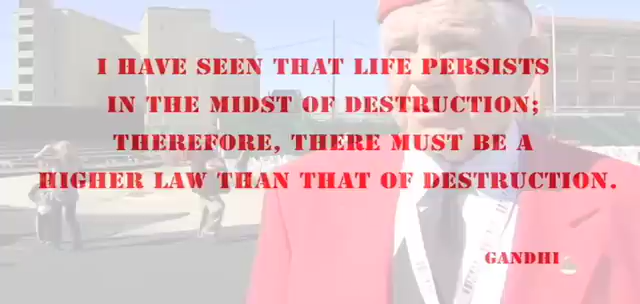 I HAVE SEEN THAT LIFE PERSISTS
IN THE MIDST OF DESTRUCTION;
THEREFORE, THERE MUST BE A
HIGHER LAW THAN THAT OF DESTRUCTION.
GANDHI